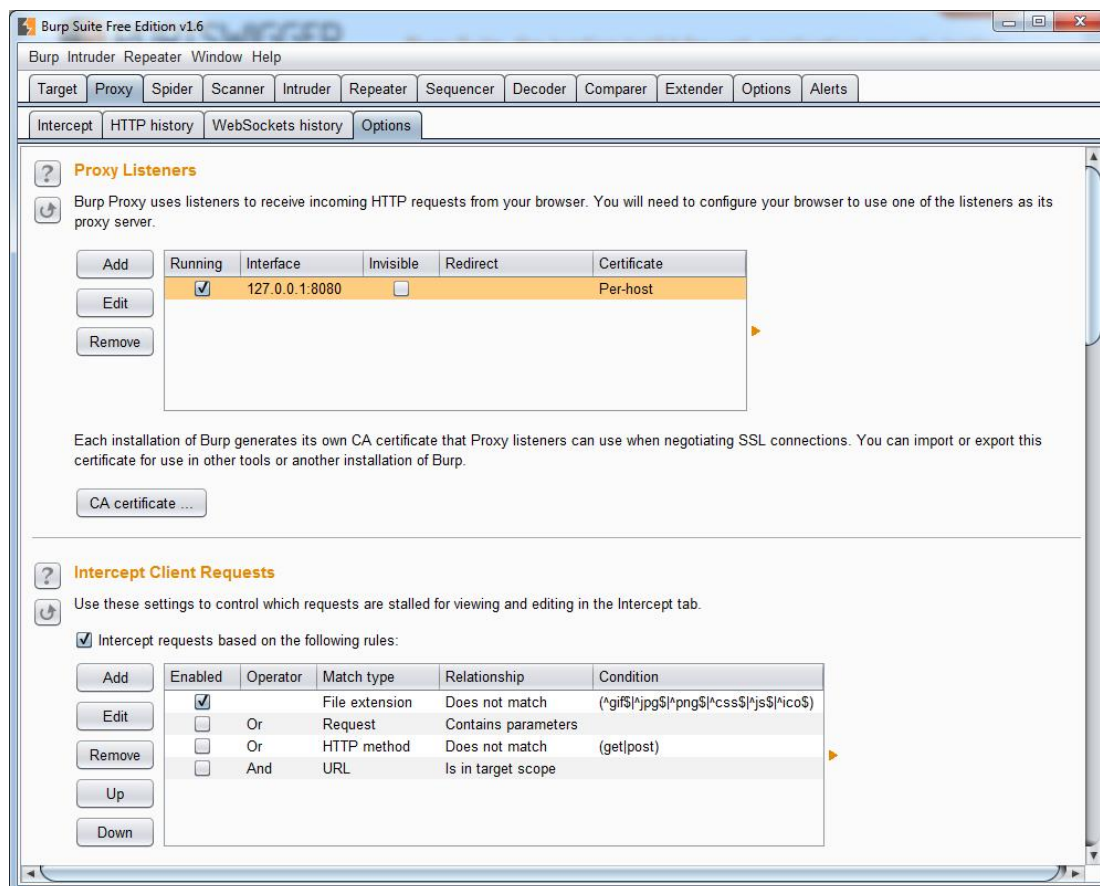 Burp Suite Free Edition v1.6
Burp Intruder Repeater Window Help
Target Proxy Spider Scanner Intruder Repeater Sequencer Decoder Comparer Extender Options Alerts
Intercept HTTP history WebSockets history Options
? Proxy Listeners
Burp Proxy uses listeners to receive incoming HTTP requests from your browser. You will need to configure your browser to use one of the listeners as its
proxy server.
Add Running Interface Invisible Redirect Certificate
127.0.0.1:8080 Per-host
Edit
Remove
Each installation of Burp generates its own CA certificate that Proxy listeners can use when negotiating SSL connections. You can import or export this
certificate for use in other tools or another installation of Burp.
CA certificate ...
? Intercept Client Requests
Use these settings to control which requests are stalled for viewing and editing in the Intercept tab.
Intercept requests based on the following rules:
Add Enabled Operator Match type Relationship Condition
File extension Does not match (^gif$|^jpg$|^png$|^css$|^js$|^ico$)
Edit Or Request Contains parameters
Remove Or HTTP method Does not match (get|post)
And URL Is in target scope
Up
Down